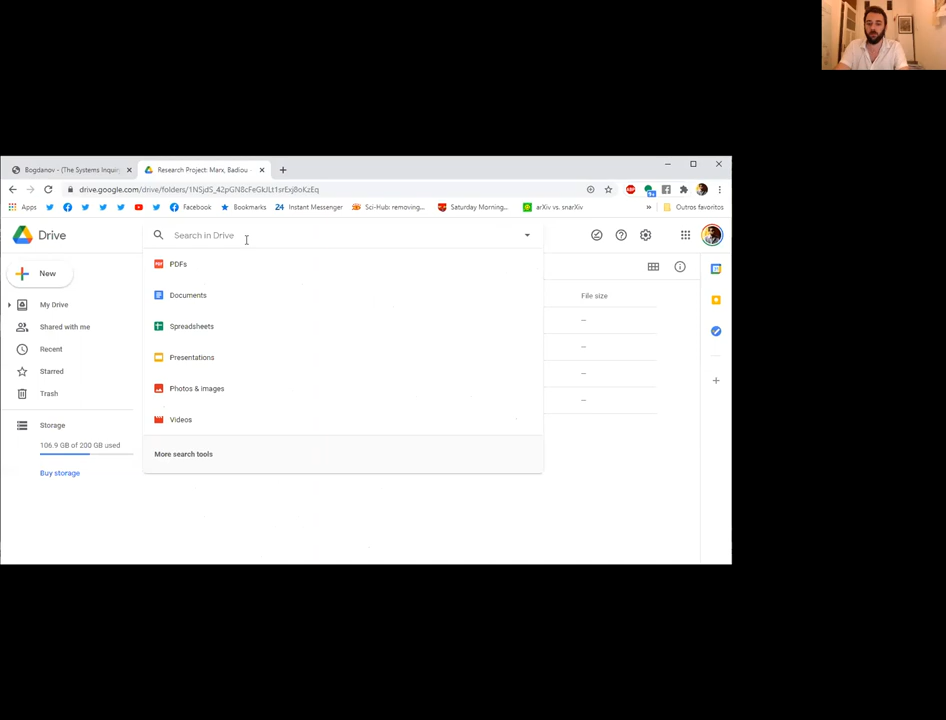 Bogdanov - (The Systems Inquiry
Research Project: Marx, Badiou
drive.google.com/drive/folders/1NSjdS_42pGN8cFeGkJLt1srExj8oKzEq
Apps Facebook Bookmarks 24 Instant Messenger Sci-Hub: removing... Saturday Morning... arXiv vs. snarXiv » Outros favoritos
Drive
Search in Drive
New
PDFs
Documents
Spreadsheets
Presentations
Photos & images
Videos
More search tools
My Drive
Shared with me
Recent
Starred
Trash
Storage
106.9 GB of 200 GB used
Buy storage
File size
—
—
—
—